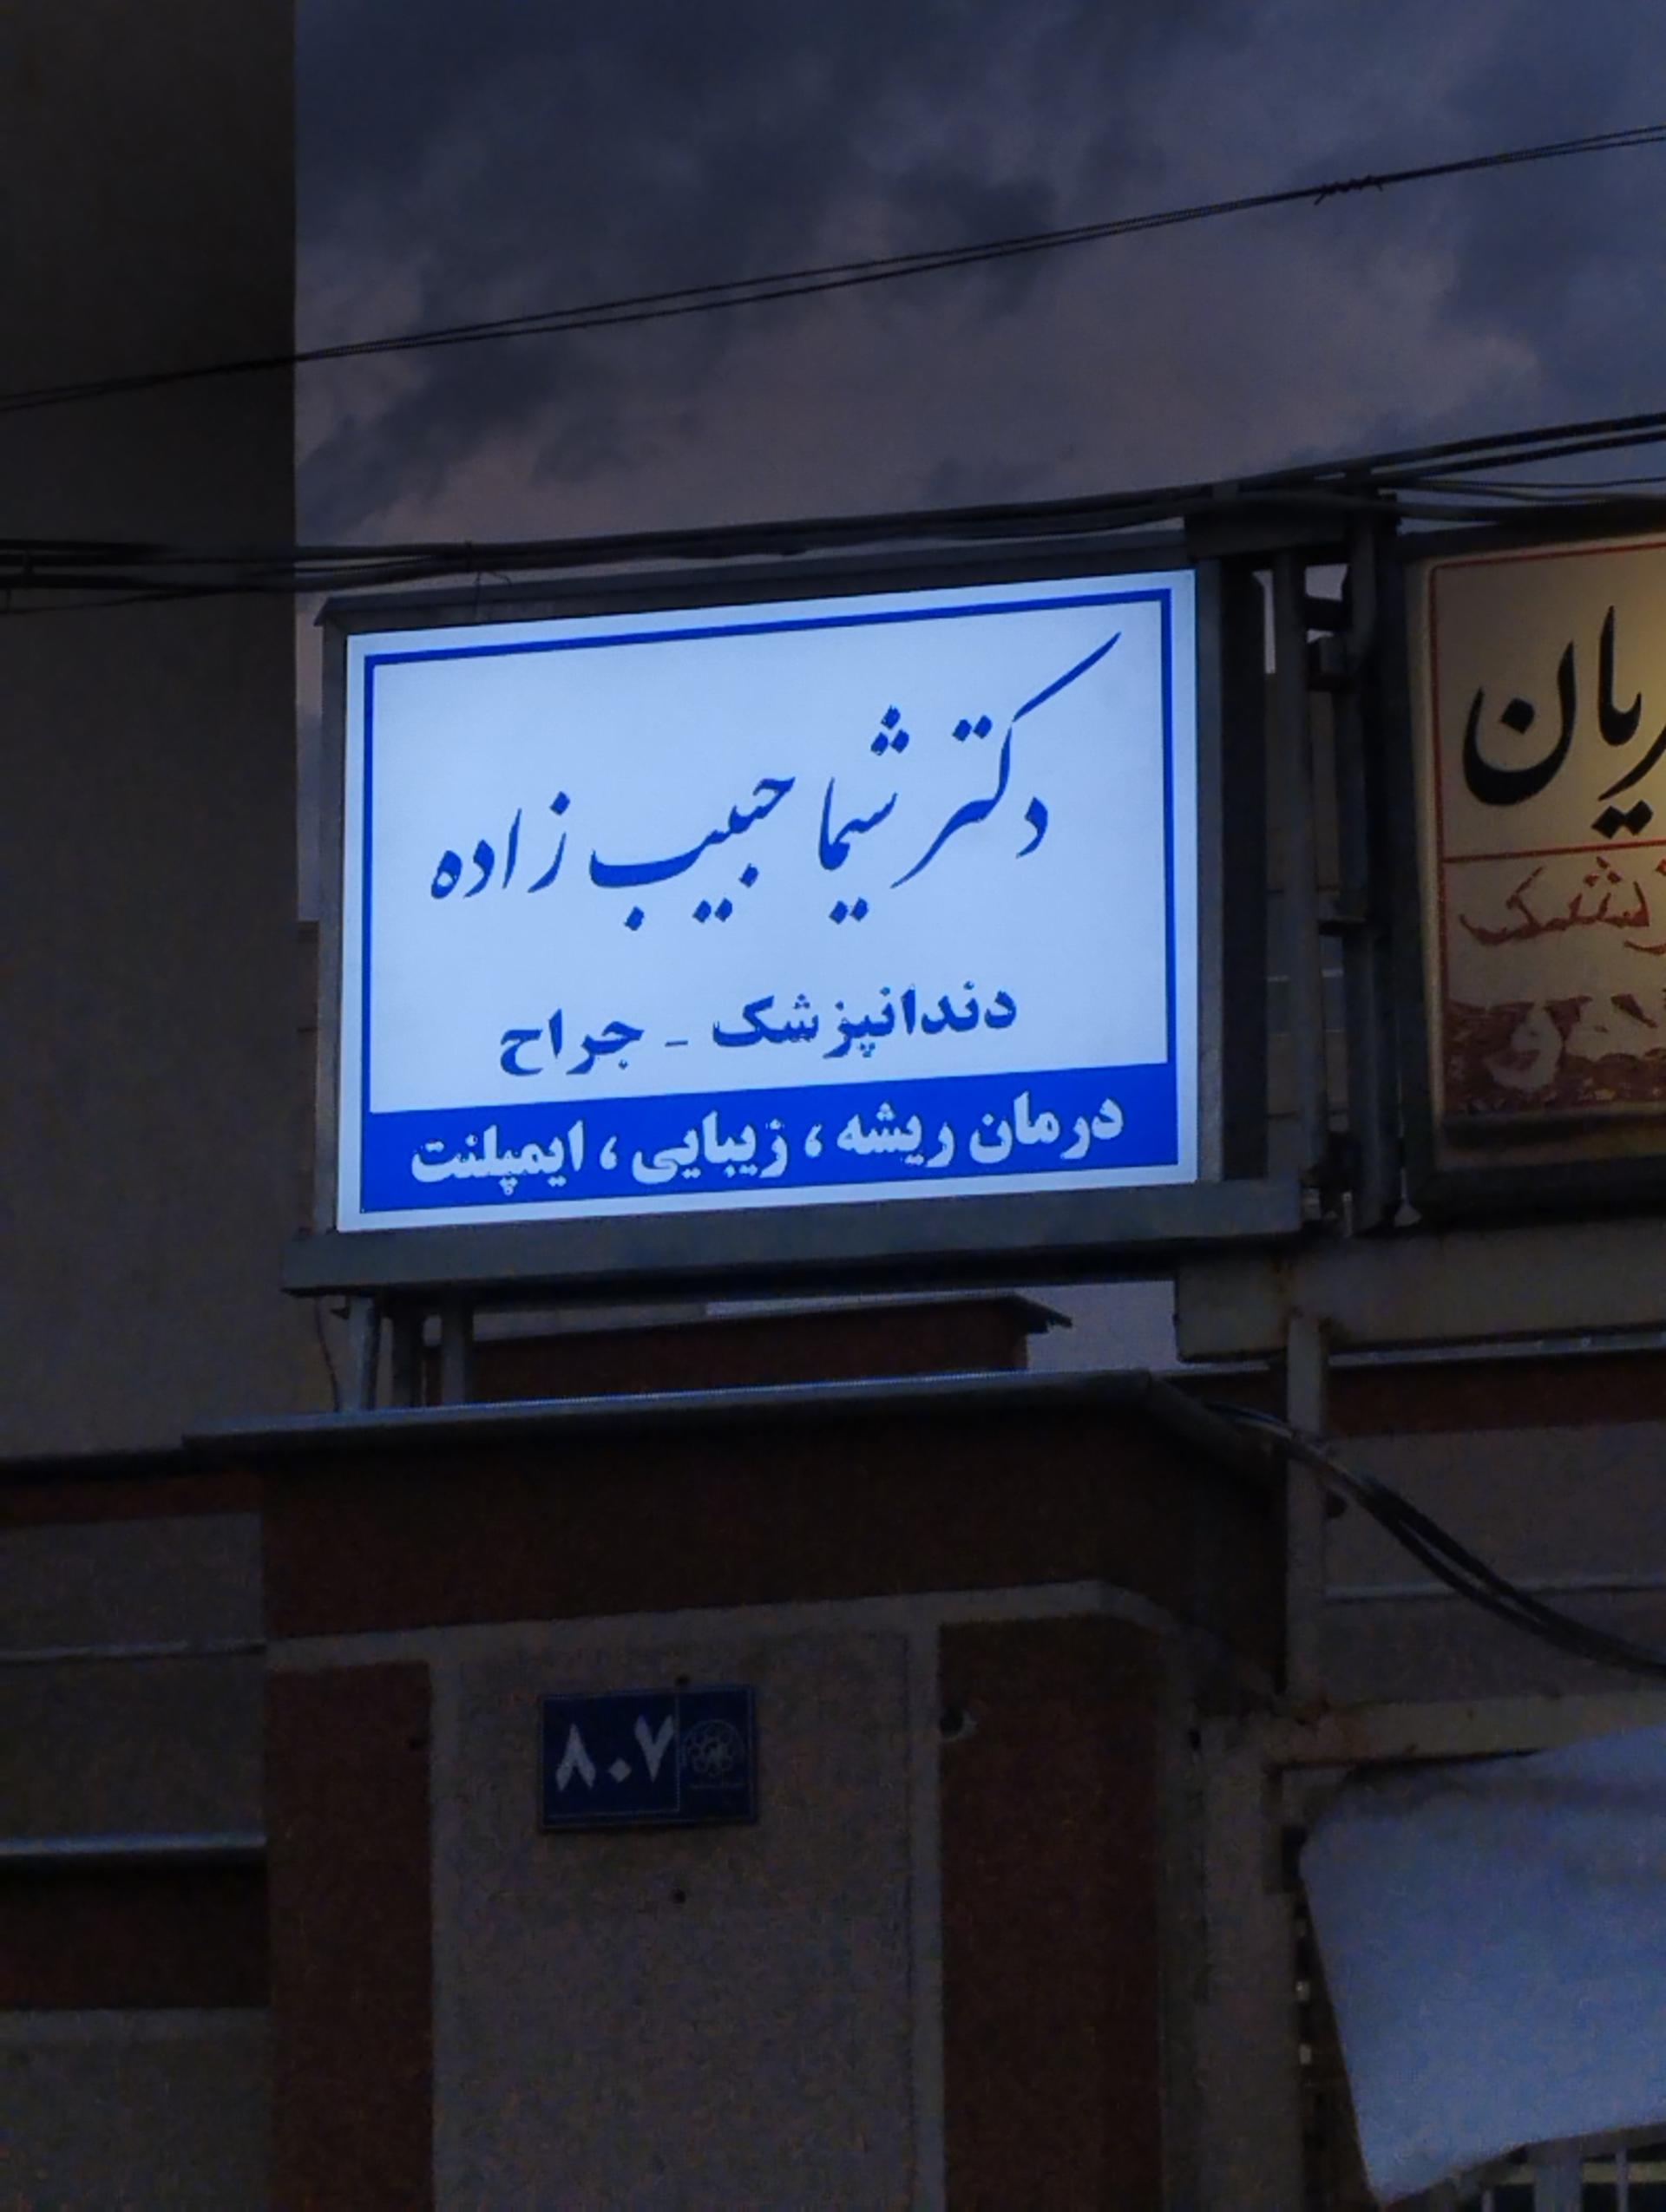 دکتر شیما حبیب زاده
دندانپزشک - جراح
درمان ریشه ، زیبایی ، ایمپلنت
۸۰۷